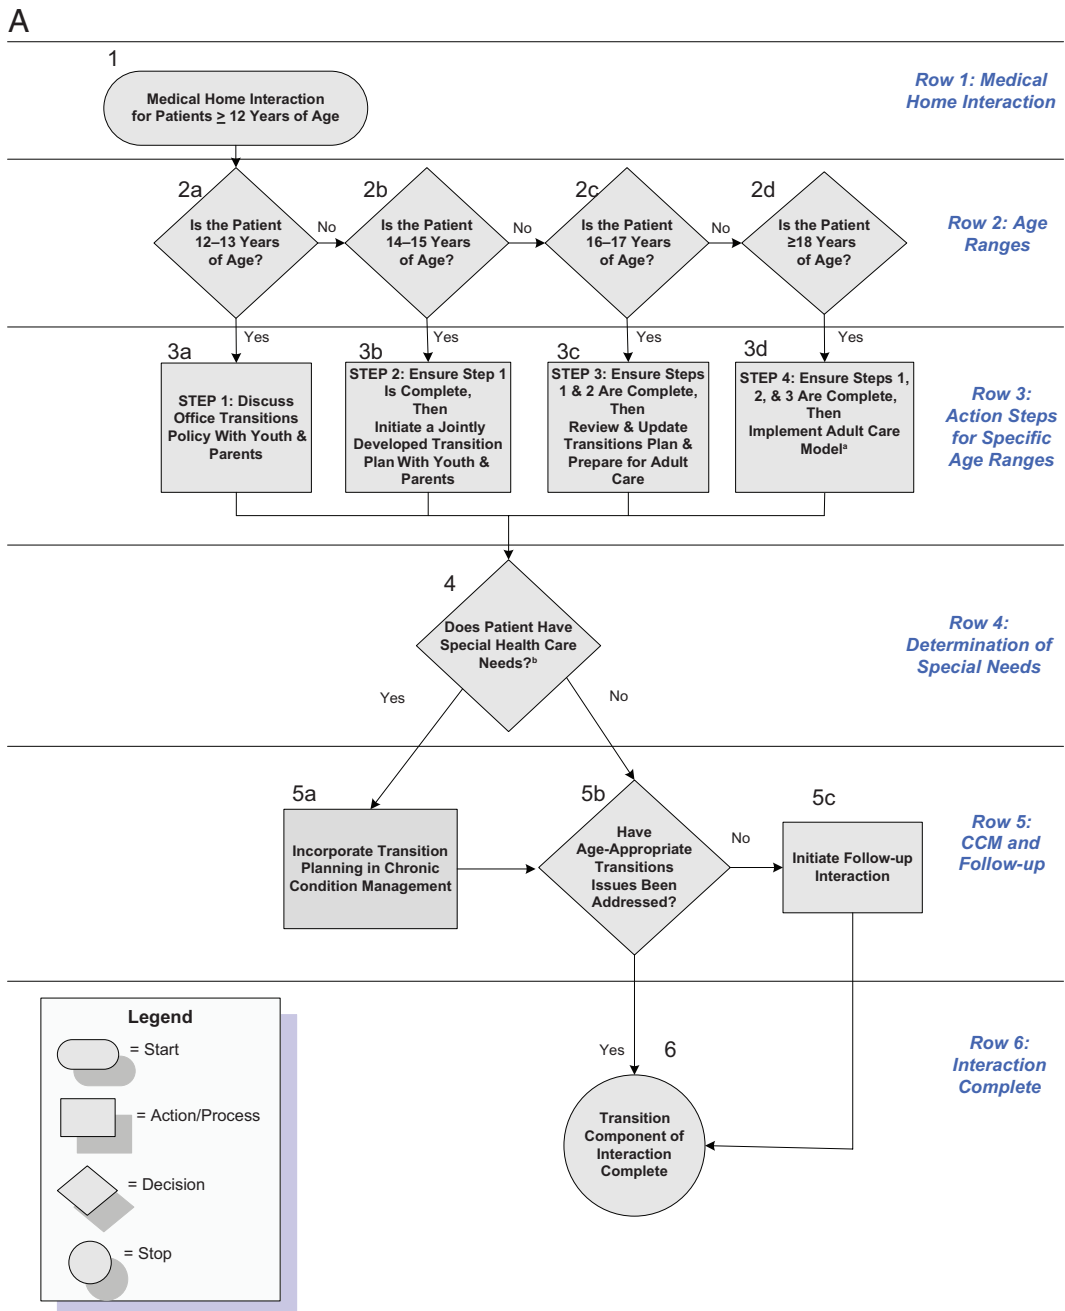 A
1
Medical Home Interaction
for Patients ≥ 12 Years of Age
Row 1: Medical
Home Interaction
2a
Is the Patient
12–13 Years
of Age?
No
2b
Is the Patient
14–15 Years
of Age?
No
2c
Is the Patient
16–17 Years
of Age?
No
2d
Is the Patient
≥18 Years
of Age?
Row 2: Age
Ranges
Yes
Yes
Yes
Yes
3a
STEP 1: Discuss
Office Transitions
Policy With Youth &
Parents
3b
STEP 2: Ensure Step 1
Is Complete,
Then
Initiate a Jointly
Developed Transition
Plan With Youth &
Parents
3c
STEP 3: Ensure Steps
1 & 2 Are Complete,
Then
Review & Update
Transitions Plan &
Prepare for Adult
Care
3d
STEP 4: Ensure Steps 1,
2, & 3 Are Complete,
Then
Implement Adult Care
Modelᵃ
Row 3:
Action Steps
for Specific
Age Ranges
4
Does Patient Have
Special Health Care
Needs?ᵇ
Yes
No
Row 4:
Determination of
Special Needs
5a
Incorporate Transition
Planning in Chronic
Condition Management
5b
Have
Age-Appropriate
Transitions
Issues Been
Addressed?
No
5c
Initiate Follow-up
Interaction
Row 5:
CCM and
Follow-up
Yes
6
Transition
Component of
Interaction
Complete
Row 6:
Interaction
Complete
Legend
= Start
= Action/Process
= Decision
= Stop